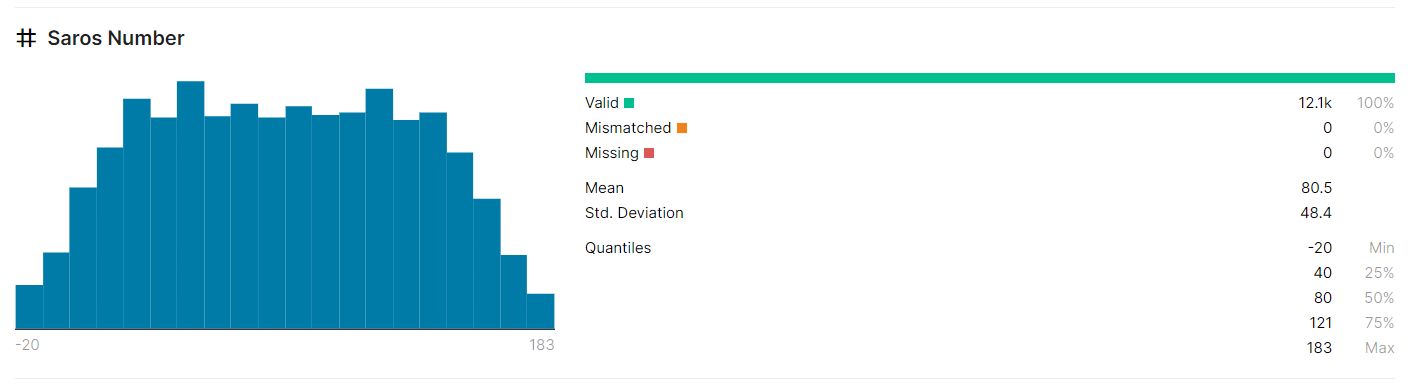 Saros Number
-20 183
Valid 12.1k 100%
Mismatched 0 0%
Missing 0 0%
Mean 80.5
Std. Deviation 48.4
Quantiles -20 Min
40 25%
80 50%
121 75%
183 Max